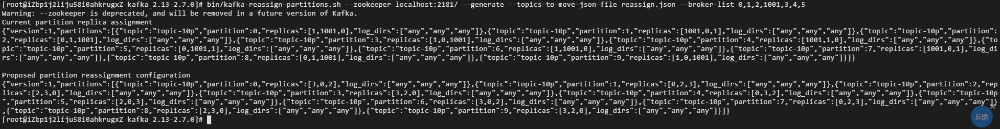 [root@iZbp1j2liju58i0ahkrugxZ kafka_2.13-2.7.0]# bin/kafka-reassign-partitions.sh --zookeeper localhost:2181/ --generate --topics-to-move-json-file reassign.json --broker-list 0,1,2,1001,3,4,5
Warning: --zookeeper is deprecated, and will be removed in a future version of Kafka.
Current partition replica assignment
{"version":1,"partitions":[{"topic":"topic-10p","partition":0,"replicas":[1,1001,0],"log_dirs":["any","any","any"]},{"topic":"topic-10p","partition":1,"replicas":[1001,0,1],"log_dirs":["any","any","any"]},{"topic":"topic-10p","partition":
2,"replicas":[0,1,1001],"log_dirs":["any","any","any"]},{"topic":"topic-10p","partition":3,"replicas":[1,0,1001],"log_dirs":["any","any","any"]},{"topic":"topic-10p","partition":4,"replicas":[1001,1,0],"log_dirs":["any","any","any"]},{"to
pic":"topic-10p","partition":5,"replicas":[0,1001,1],"log_dirs":["any","any","any"]},{"topic":"topic-10p","partition":6,"replicas":[1,1001,0],"log_dirs":["any","any","any"]},{"topic":"topic-10p","partition":7,"replicas":[1001,0,1],"log_di
rs":["any","any","any"]},{"topic":"topic-10p","partition":8,"replicas":[0,1,1001],"log_dirs":["any","any","any"]},{"topic":"topic-10p","partition":9,"replicas":[1,0,1001],"log_dirs":["any","any","any"]}]}
Proposed partition reassignment configuration
{"version":1,"partitions":[{"topic":"topic-10p","partition":0,"replicas":[3,0,2],"log_dirs":["any","any","any"]},{"topic":"topic-10p","partition":1,"replicas":[0,2,3],"log_dirs":["any","any","any"]},{"topic":"topic-10p","partition":2,"rep
licas":[2,3,0],"log_dirs":["any","any","any"]},{"topic":"topic-10p","partition":3,"replicas":[3,2,0],"log_dirs":["any","any","any"]},{"topic":"topic-10p","partition":4,"replicas":[0,3,2],"log_dirs":["any","any","any"]},{"topic":"topic-10p
","partition":5,"replicas":[2,0,3],"log_dirs":["any","any","any"]},{"topic":"topic-10p","partition":6,"replicas":[3,0,2],"log_dirs":["any","any","any"]},{"topic":"topic-10p","partition":7,"replicas":[0,2,3],"log_dirs":["any","any","any"]}
,{"topic":"topic-10p","partition":8,"replicas":[2,3,0],"log_dirs":["any","any","any"]},{"topic":"topic-10p","partition":9,"replicas":[3,2,0],"log_dirs":["any","any","any"]}]}
[root@iZbp1j2liju58i0ahkrugxZ kafka_2.13-2.7.0]#
反馈